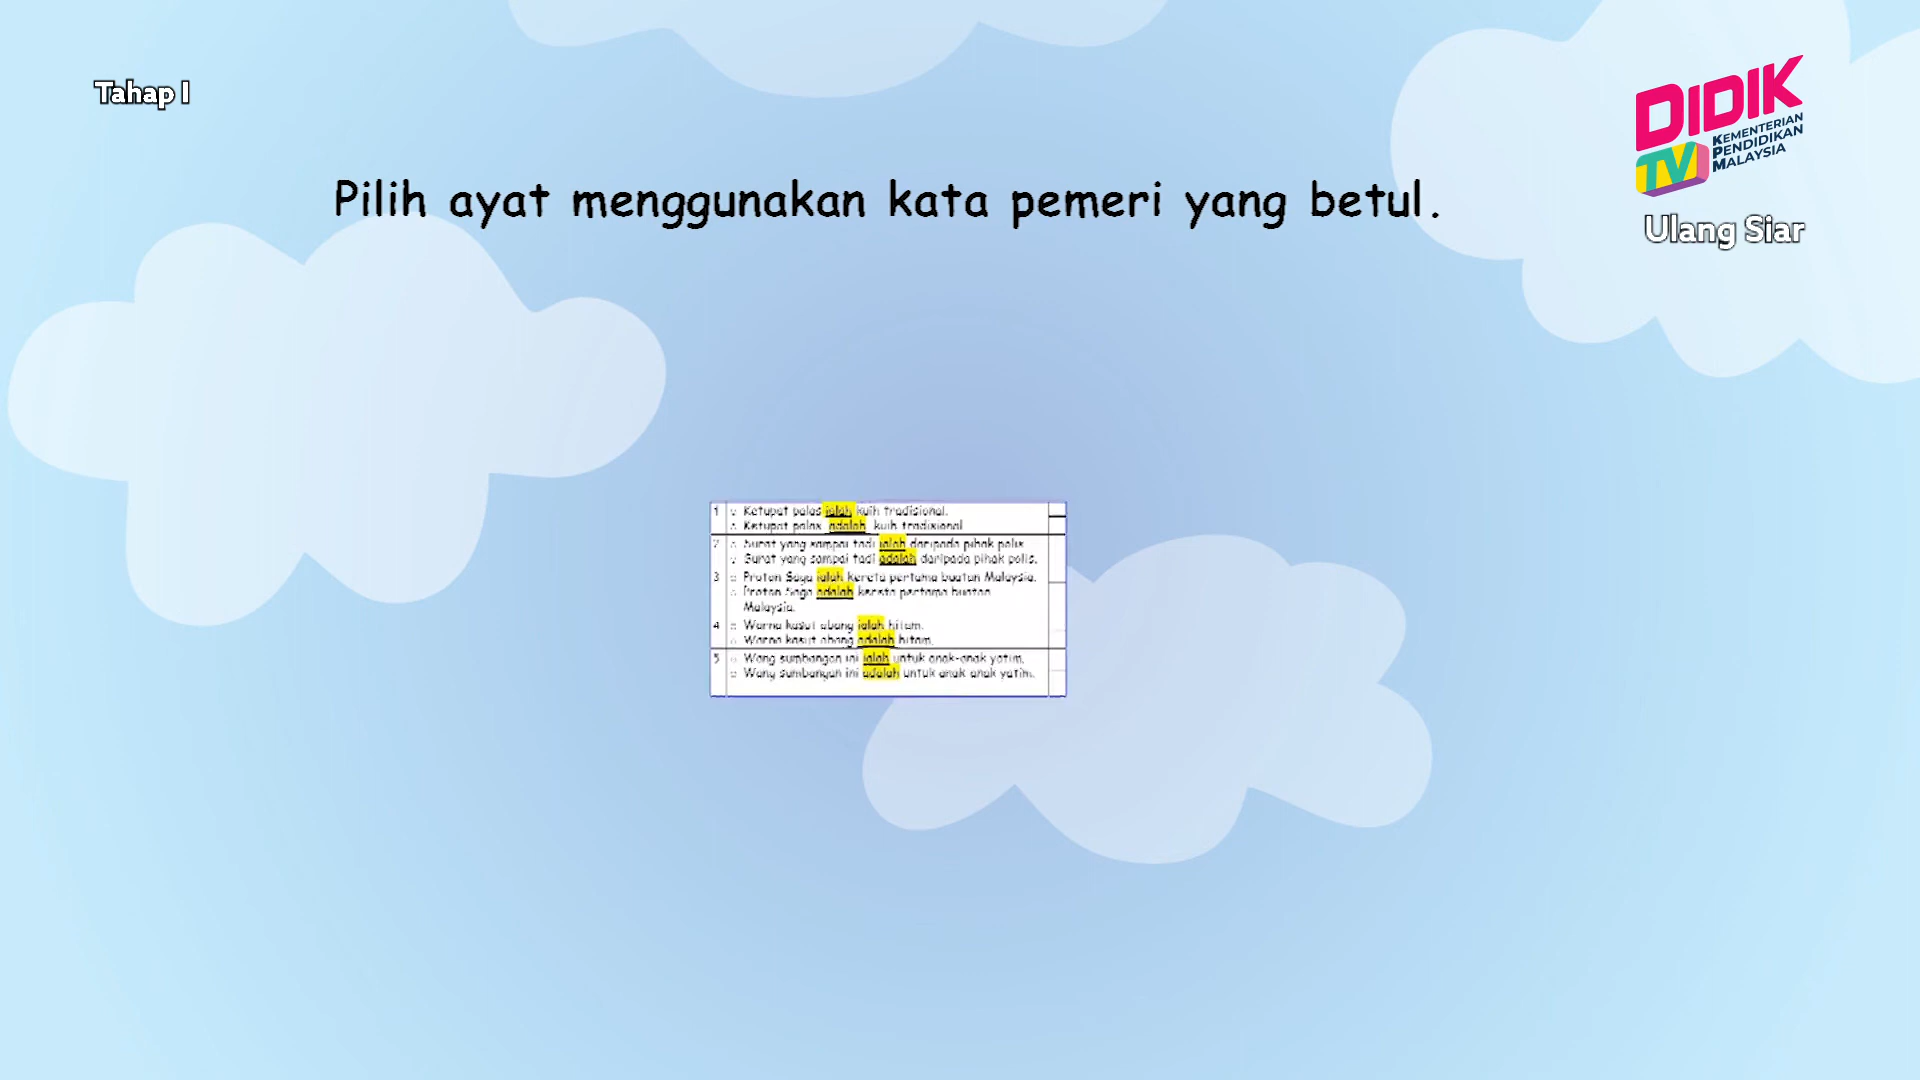 Tahap 1
DIDIK
TV
KEMENTERIAN
PENDIDIKAN
MALAYSIA
Ulang Siar
Pilih ayat menggunakan kata pemeri yang betul.
1 Ketupat palas ialah kuih tradisional.
Ketupat palas adalah kuih tradisional
2 Surat yang sampai tadi ialah daripada pihak polis
Surat yang sampai tadi adalah daripada pihak polis.
3 Proton Saga ialah kereta pertama buatan Malaysia.
Proton Saga adalah kereta pertama buatan
Malaysia.
4 Warna kasut abang ialah hitam.
Warna kasut abang adalah hitam.
5 Wang sumbangan ini ialah untuk anak-anak yatim.
Wang sumbangan ini adalah untuk anak anak yatim.